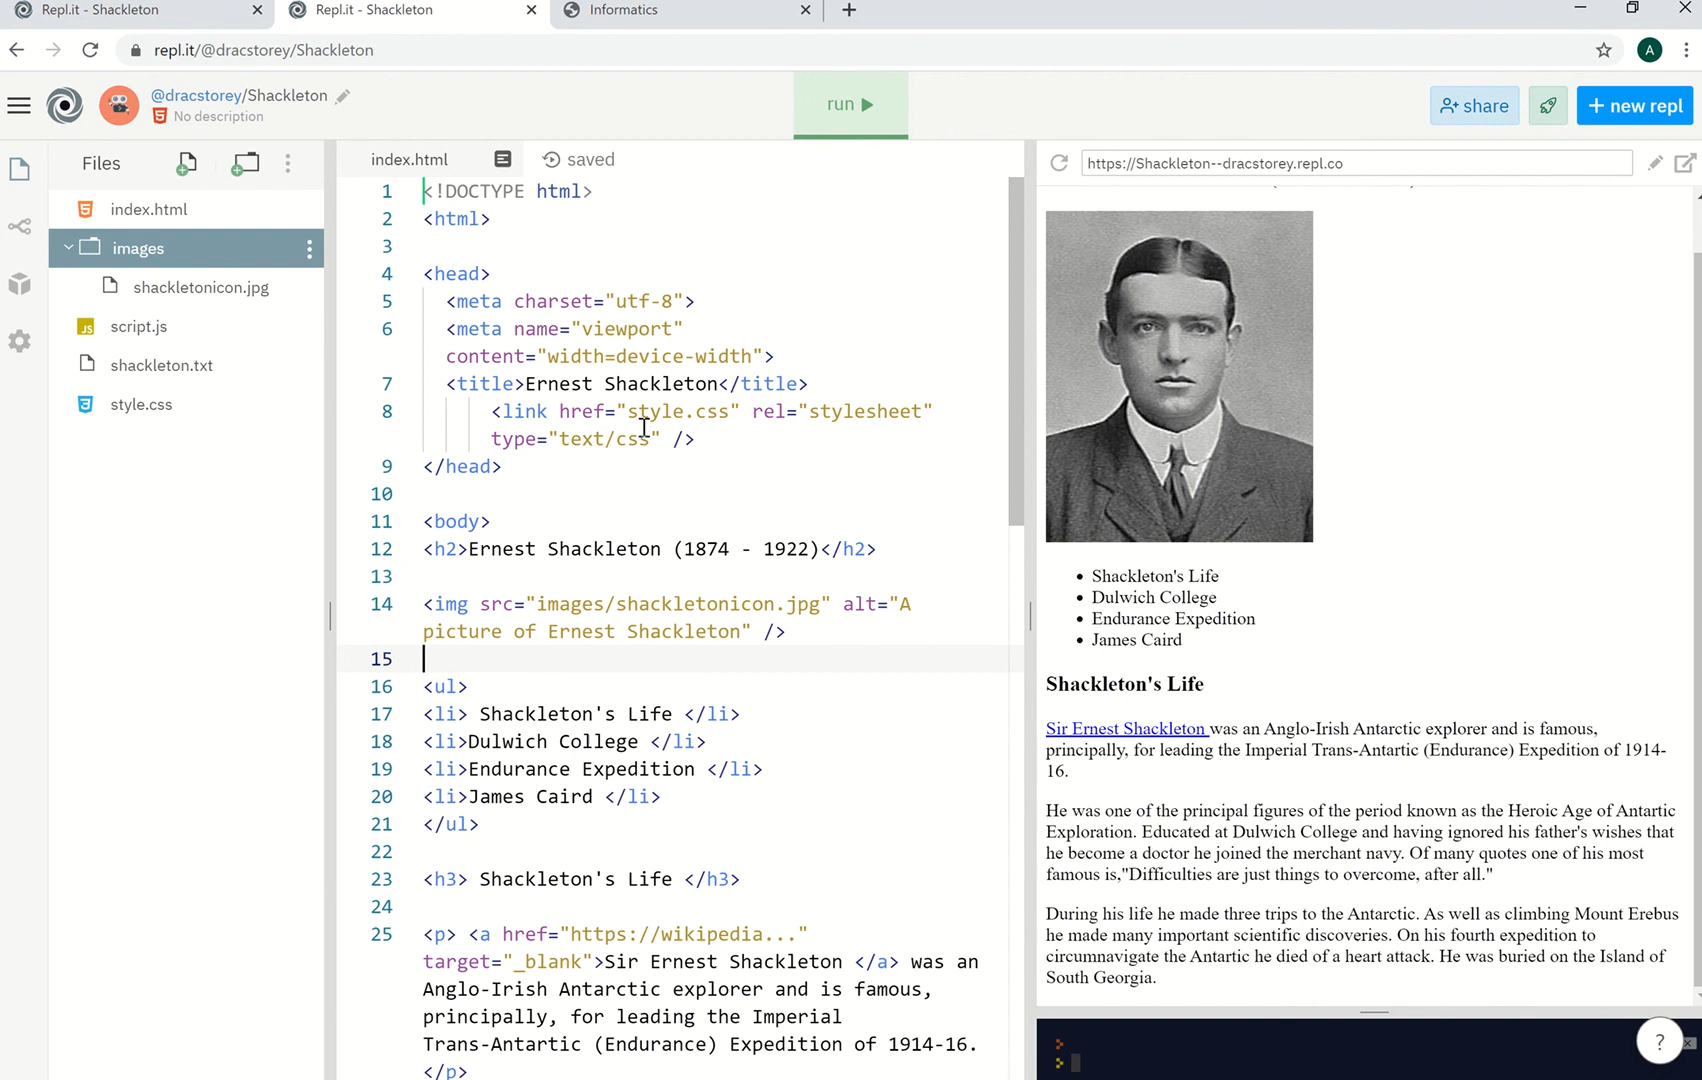 Repl.it - Shackleton
Repl.it - Shackleton
Informatics
repl.it/@dracstorey/Shackleton
A
@dracstorey/Shackleton
No description
run
share
+ new repl
Files
index.html
images
shackletonicon.jpg
script.js
shackleton.txt
style.css
index.html
saved
1 <!DOCTYPE html>
2 <html>
3
4 <head>
5 <meta charset="utf-8">
6 <meta name="viewport"
content="width=device-width">
7 <title>Ernest Shackleton</title>
8 <link href="style.css" rel="stylesheet"
type="text/css" />
9 </head>
10
11 <body>
12 <h2>Ernest Shackleton (1874 - 1922)</h2>
13
14 <img src="images/shackletonicon.jpg" alt="A
picture of Ernest Shackleton" />
15
16 <ul>
17 <li> Shackleton's Life </li>
18 <li>Dulwich College </li>
19 <li>Endurance Expedition </li>
20 <li>James Caird </li>
21 </ul>
22
23 <h3> Shackleton's Life </h3>
24
25 <p> <a href="https://wikipedia..."
target="_blank">Sir Ernest Shackleton </a> was an
Anglo-Irish Antarctic explorer and is famous,
principally, for leading the Imperial
Trans-Antartic (Endurance) Expedition of 1914-16.
</p>
https://Shackleton--dracstorey.repl.co
• Shackleton's Life
• Dulwich College
• Endurance Expedition
• James Caird
Shackleton's Life
Sir Ernest Shackleton was an Anglo-Irish Antarctic explorer and is famous,
principally, for leading the Imperial Trans-Antartic (Endurance) Expedition of 1914-
16.
He was one of the principal figures of the period known as the Heroic Age of Antartic
Exploration. Educated at Dulwich College and having ignored his father's wishes that
he become a doctor he joined the merchant navy. Of many quotes one of his most
famous is,"Difficulties are just things to overcome, after all."
During his life he made three trips to the Antarctic. As well as climbing Mount Erebus
he made many important scientific discoveries. On his fourth expedition to
circumnavigate the Antartic he died of a heart attack. He was buried on the Island of
South Georgia.
?